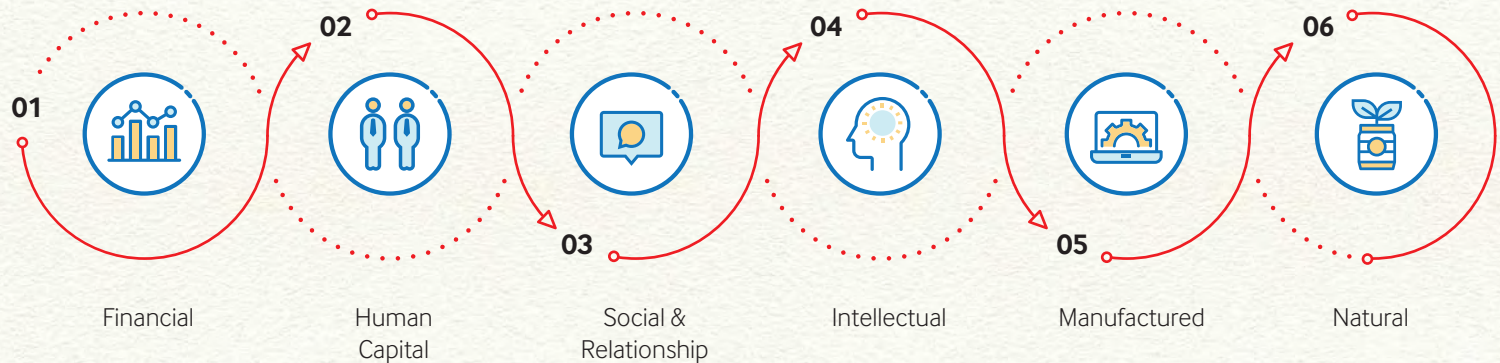 01
02
03
04
05
06
Financial
Human
Capital
Social &
Relationship
Intellectual
Manufactured
Natural